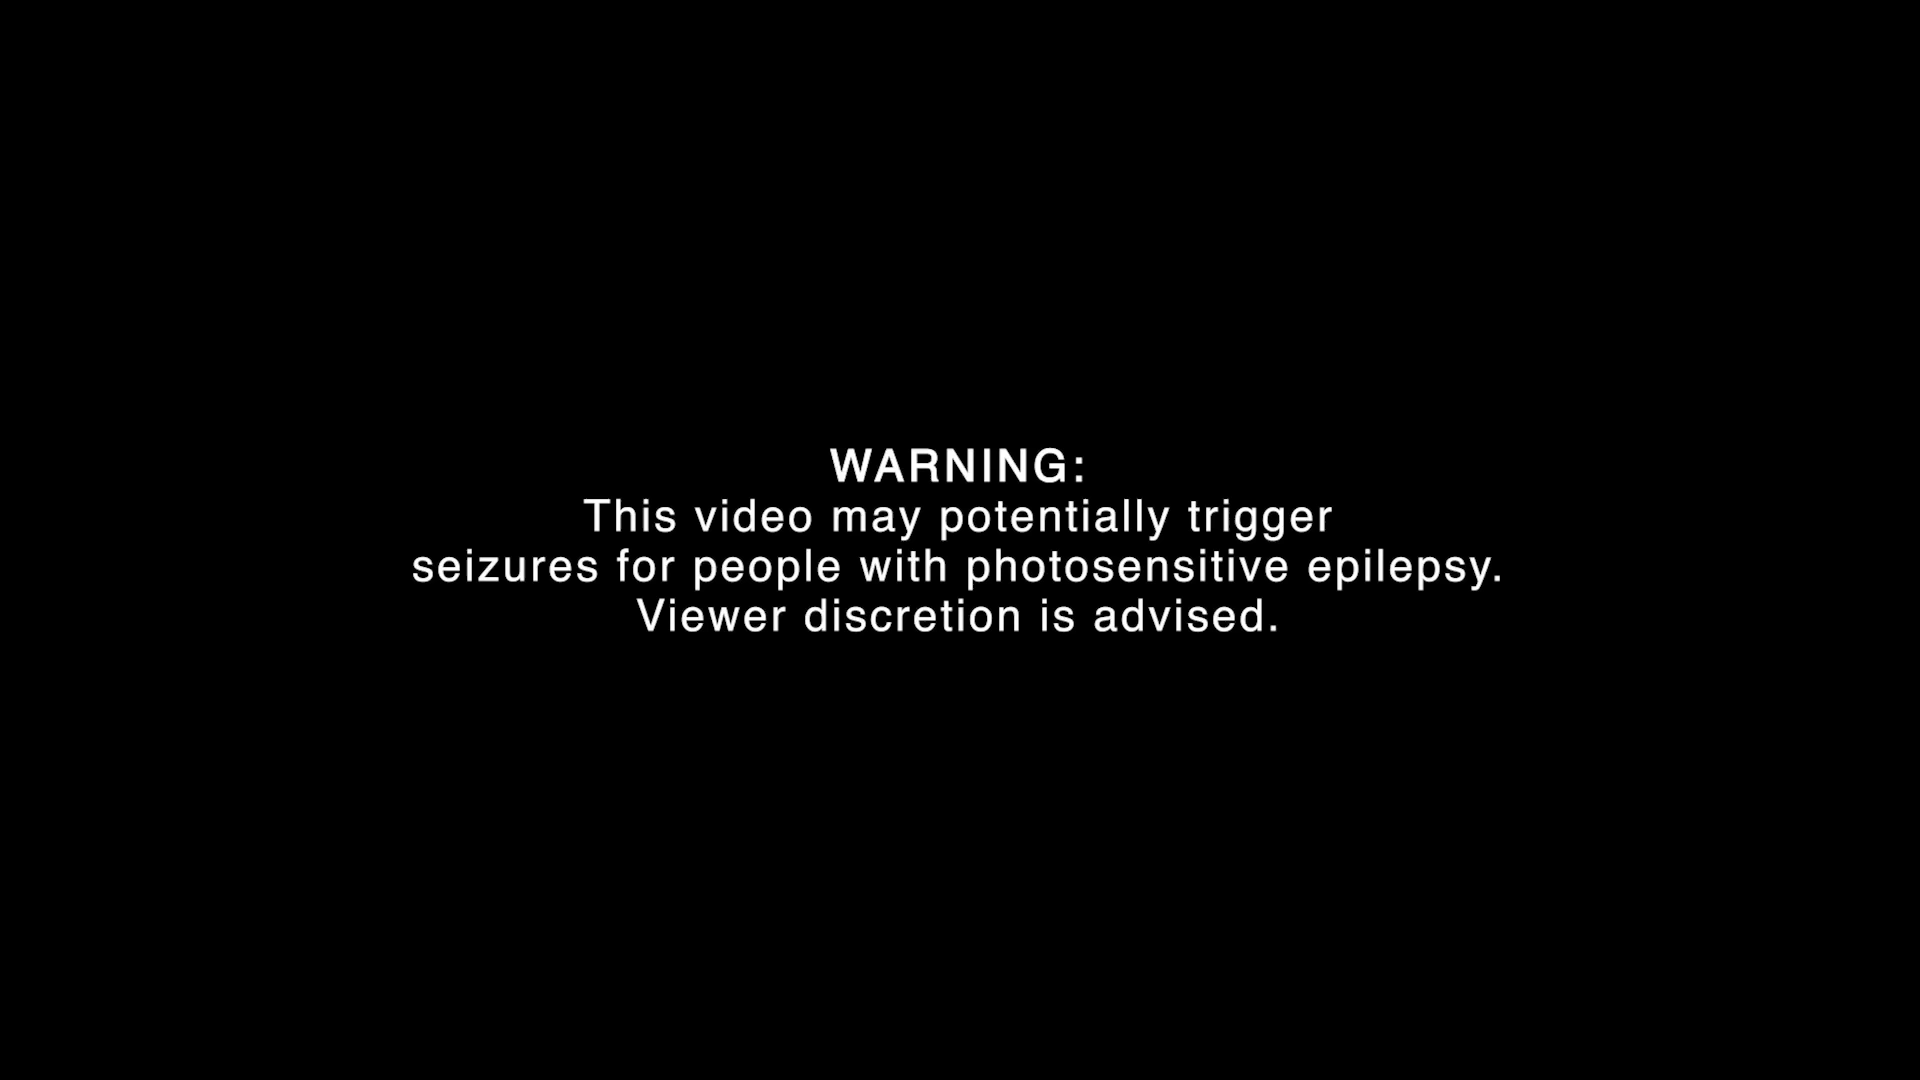 WARNING:
This video may potentially trigger
seizures for people with photosensitive epilepsy.
Viewer discretion is advised.